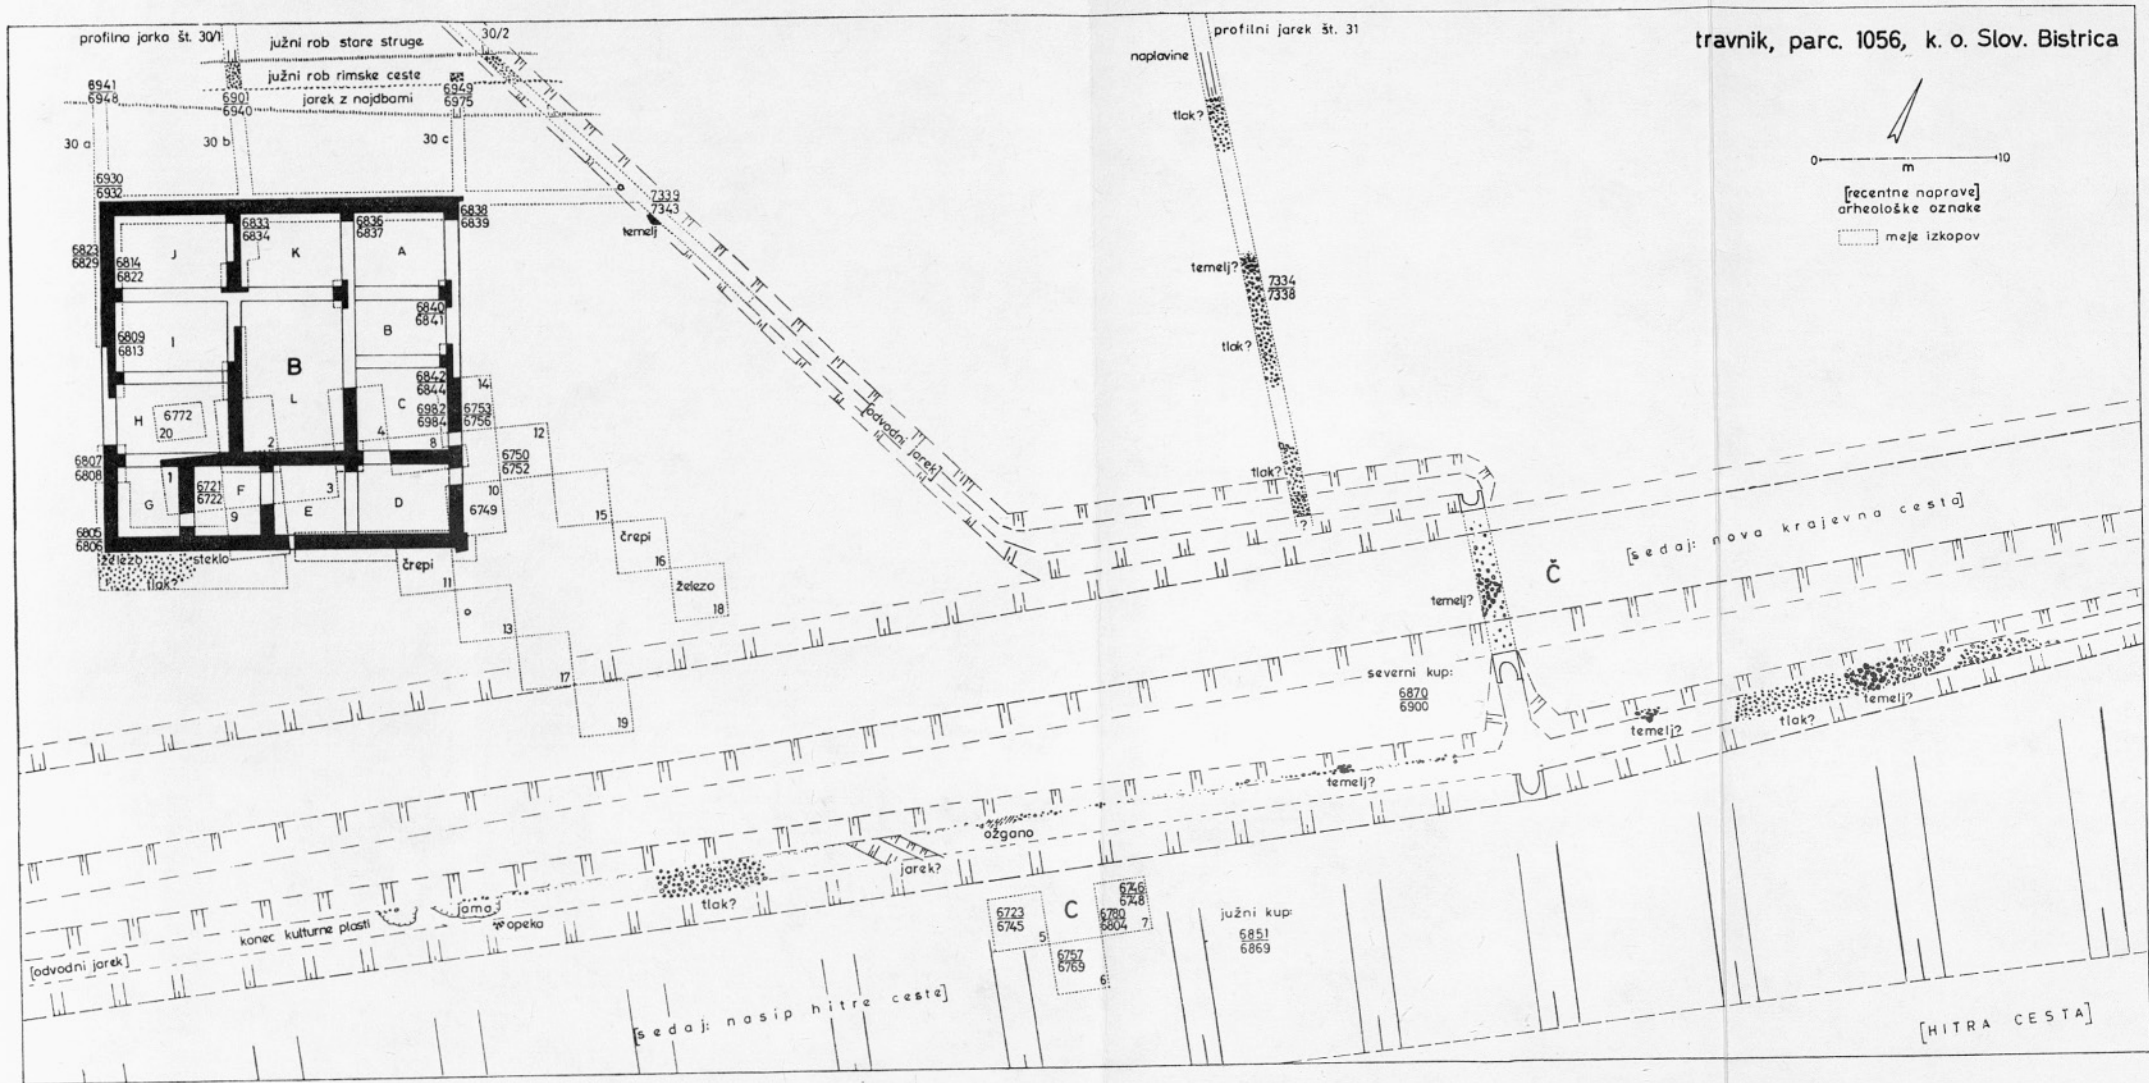 travnik, parc. 1056, k. o. Slov. Bistrica
profilna jarka št. 30/1
30/2
profilni jarek št. 31
južni rob stare struge
južni rob rimske ceste
jarek z najdbami
naplavine
tlak?
0
10
m
[recentne naprave]
arheološke oznake
meje izkopov
6941
6948
6901
6940
6949
6975
30 a
30 b
30 c
6930
6932
7339
7343
temelj
6833
6834
6836
6837
6838
6839
6823
6829
6814
6822
J
K
A
temelj?
7334
7338
6840
6841
6809
6813
I
B
B
L
tlak?
6842
6844
14
H
6772
20
C
6982
6984
6753
6756
[odvodni
jarek]
2
4
8
12
6750
6752
6807
6808
1
6721
6722
F
3
10
6749
tlak?
G
9
E
D
15
?
6805
6806
železo
steklo
tlak?
črepi
11
črepi
16
železo
18
13
17
19
[sedaj: nova krajevna cesta]
Č
temelj?
severni kup:
6870
6900
temelj?
tlak?
temelj?
temelj?
ožgano
jarek?
tlak?
jama
opeka
konec kulturne plasti
[odvodni jarek]
6723
6745
5
C
6746
6748
6780
6804
7
6757
6769
6
južni kup:
6851
6869
[sedaj: nasip hitre ceste]
[HITRA CESTA]